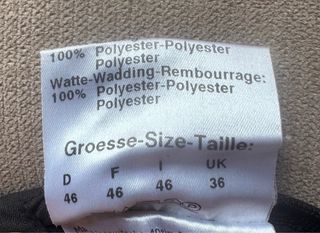 100% Polyester-Polyester
Polyester
Watte-Wadding-Rembourrage:
100% Polyester-Polyester
Polyester
Groesse-Size-Taille:
D F I UK
46 46 46 36